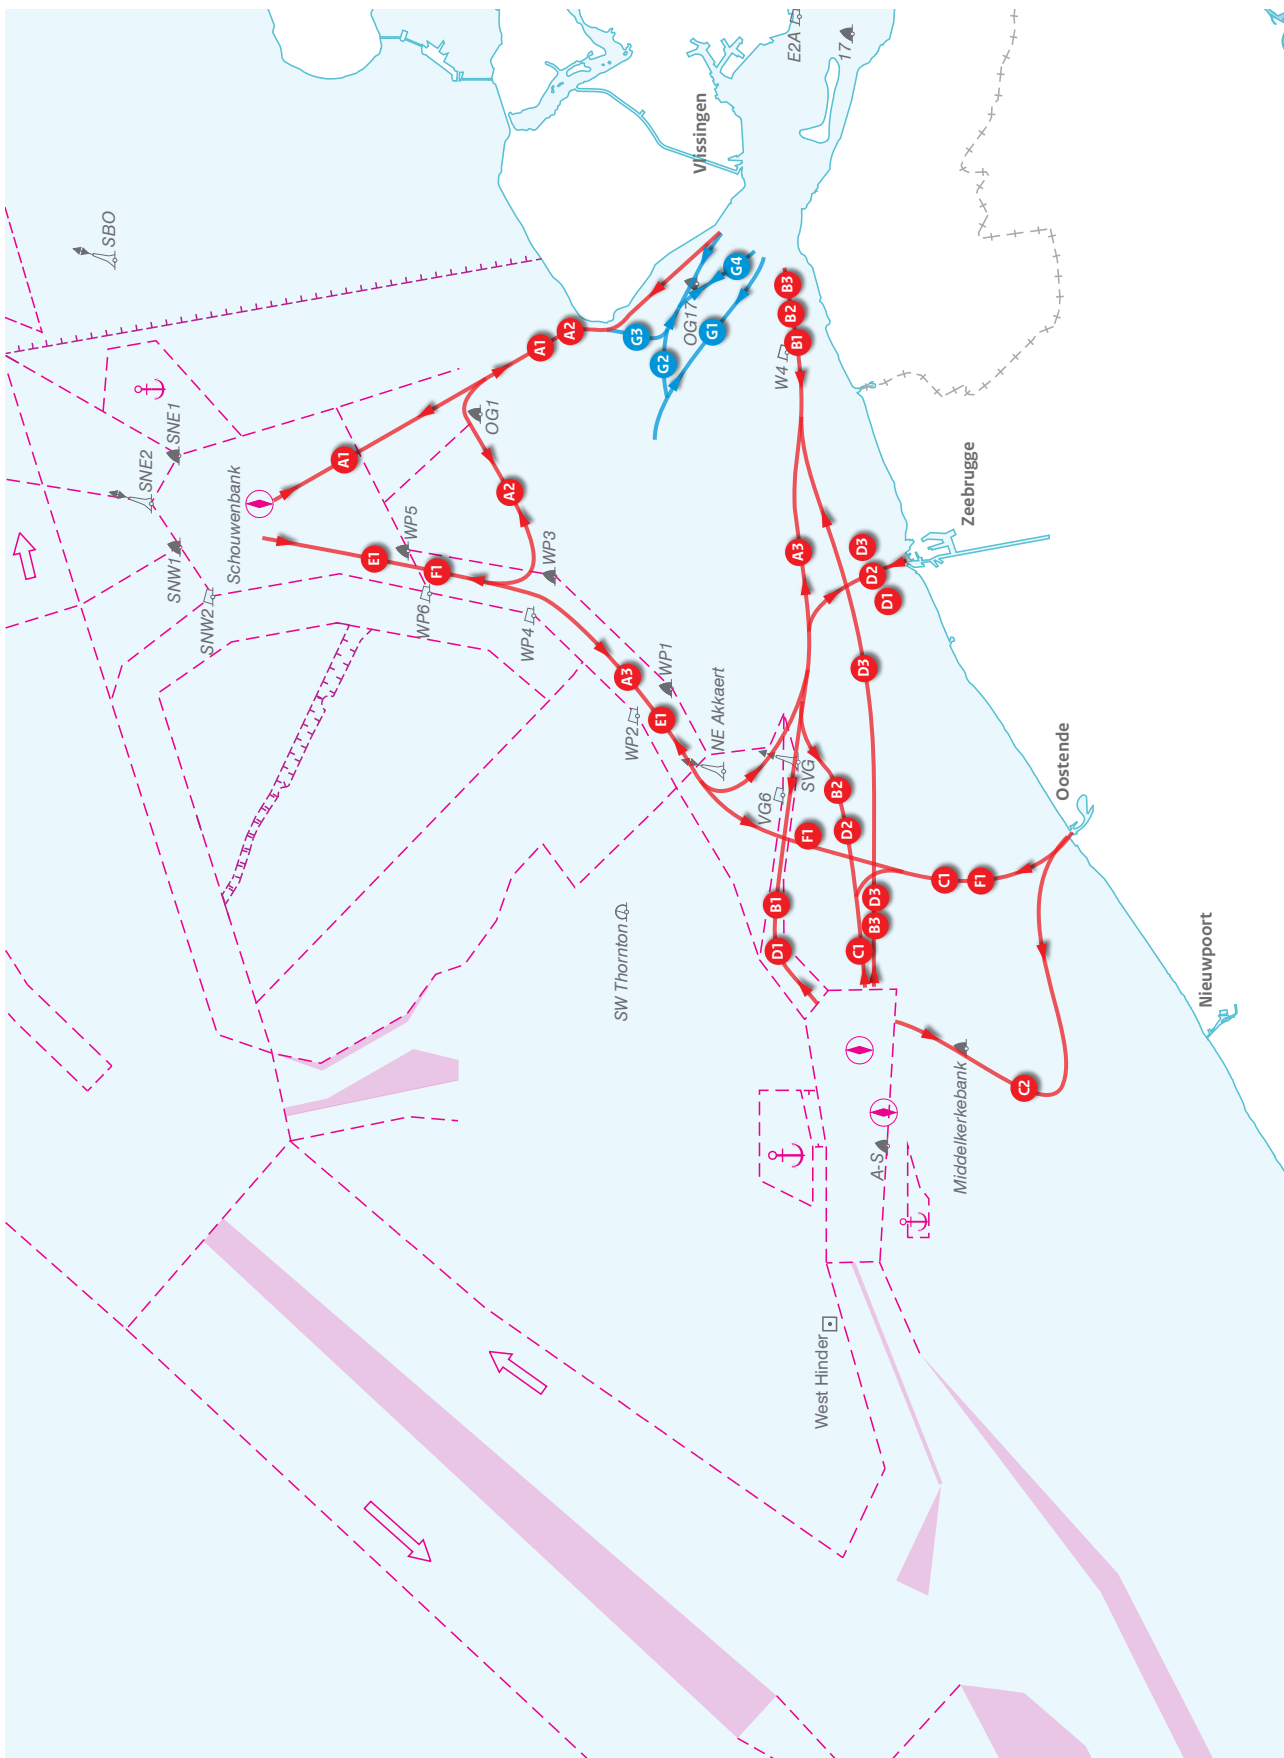 E2A
17
Vlissingen
SBO
SNE1
SNE2
SNW1
SNW2
Schouwenbank
A1
A1
A2
G3
G2
OG17
G4
G1
B3
B2
B1
W4
OG1
A2
E1
WP5
F1
WP6
WP3
WP4
A3
WP1
WP2
E1
NE Akkaert
A3
D3
D2
D1
Zeebrugge
D3
SVG
VG6
B2
D2
F1
B1
D1
D3
B3
C1
C1
F1
Oostende
Nieuwpoort
SW Thornton
Middelkerkebank
C2
A-S
West Hinder